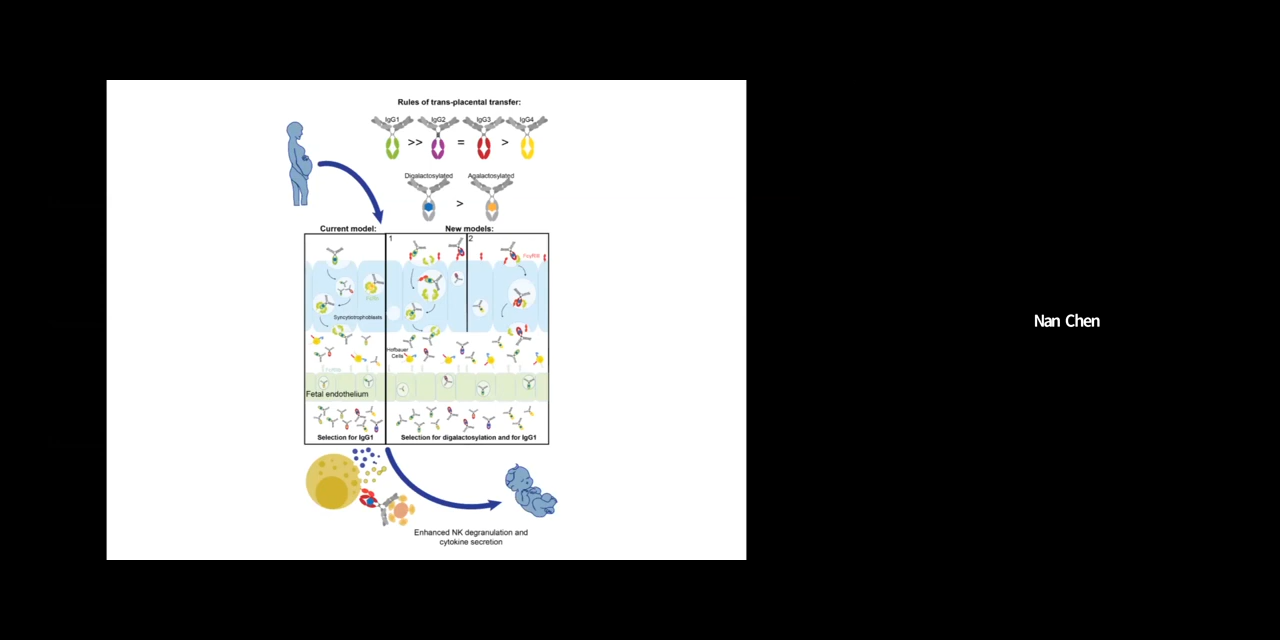 Rules of trans-placental transfer:
IgG1 IgG2 IgG3 IgG4
>> = >
Digalactosylated Agalactosylated
>
Current model: New models:
1 2
FcγRIII
FcRn
Syncytiotrophoblasts
Hofbauer
Cells
Fetal endothelium
Selection for IgG1 Selection for digalactosylation and for IgG1
Enhanced NK degranulation and
cytokine secretion
Nan Chen